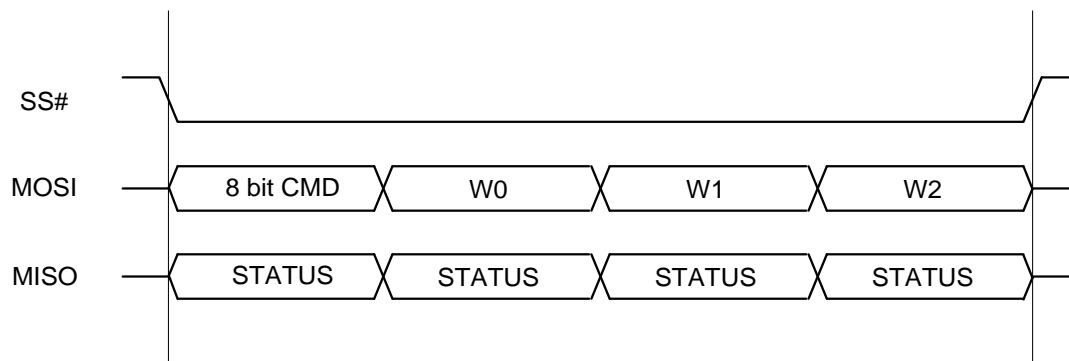 SS#
MOSI 8 bit CMD W0 W1 W2
MISO STATUS STATUS STATUS STATUS